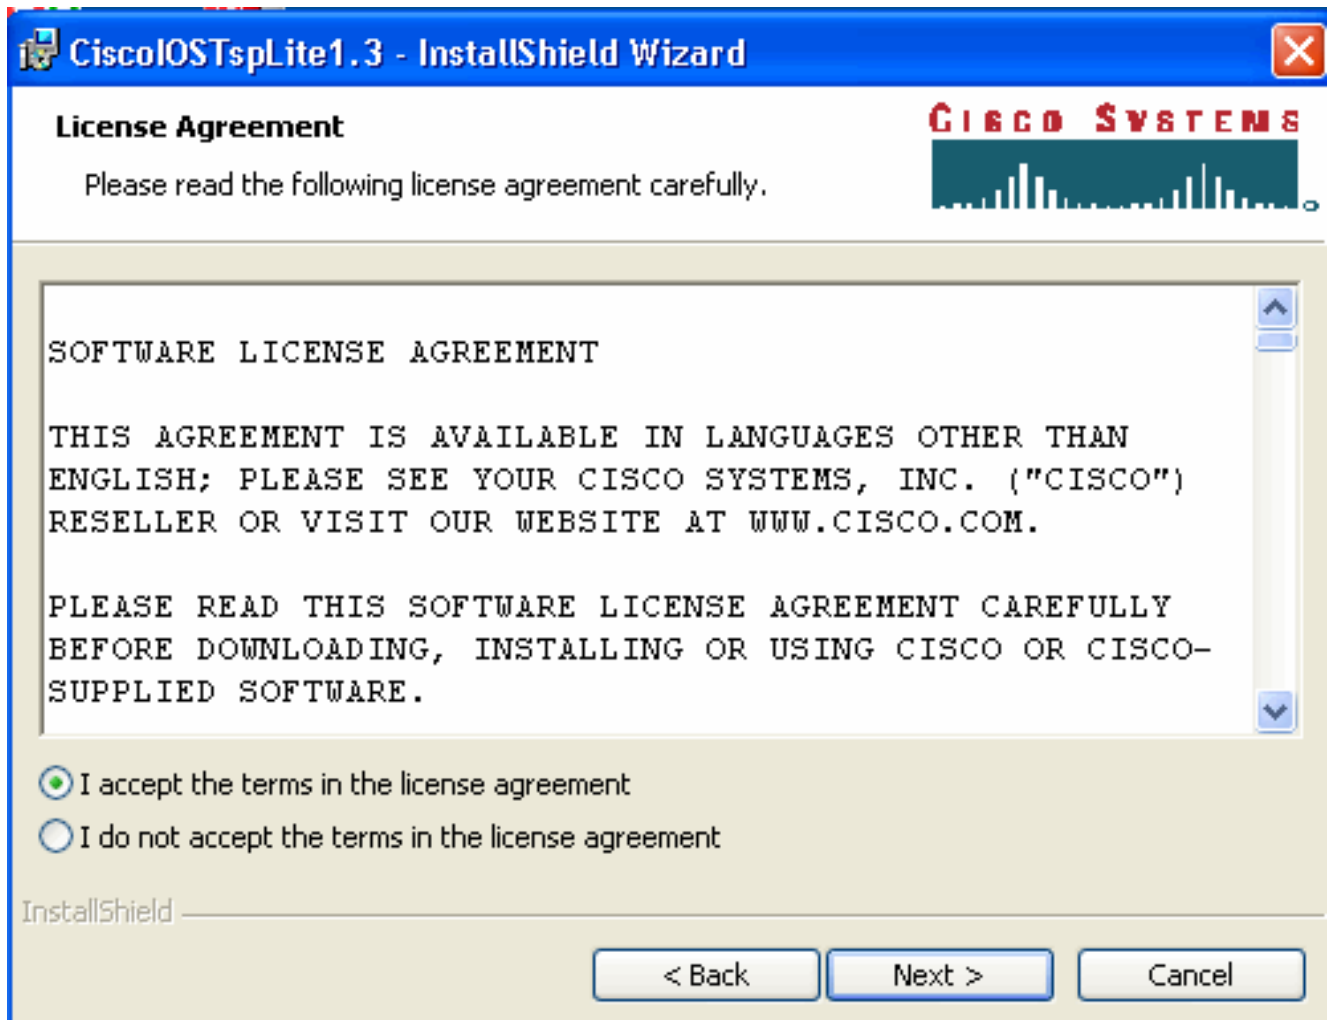 CiscoIOSTspLite1.3 - InstallShield Wizard
License Agreement
Please read the following license agreement carefully.
CISCO SYSTEMS
SOFTWARE LICENSE AGREEMENT
THIS AGREEMENT IS AVAILABLE IN LANGUAGES OTHER THAN
ENGLISH; PLEASE SEE YOUR CISCO SYSTEMS, INC. ("CISCO")
RESELLER OR VISIT OUR WEBSITE AT WWW.CISCO.COM.
PLEASE READ THIS SOFTWARE LICENSE AGREEMENT CAREFULLY
BEFORE DOWNLOADING, INSTALLING OR USING CISCO OR CISCO-
SUPPLIED SOFTWARE.
I accept the terms in the license agreement
I do not accept the terms in the license agreement
InstallShield
< Back
Next >
Cancel